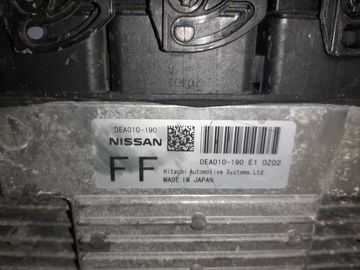 DEA010-190
NISSAN
FF
DEA010-190 E1 0Z02
Hitachi Automotive Systems Ltd
MADE IN JAPAN